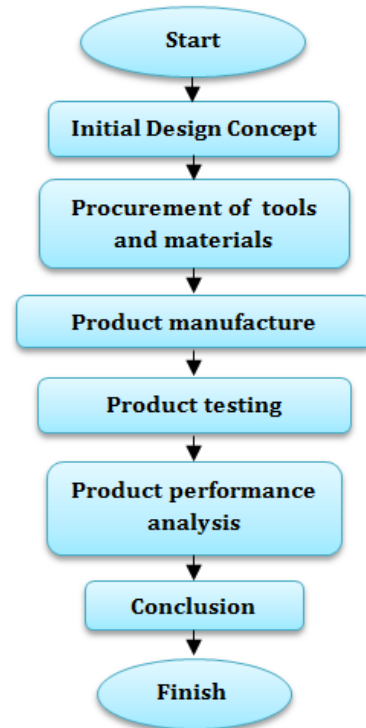 Start
Initial Design Concept
Procurement of tools
and materials
Product manufacture
Product testing
Product performance
analysis
Conclusion
Finish